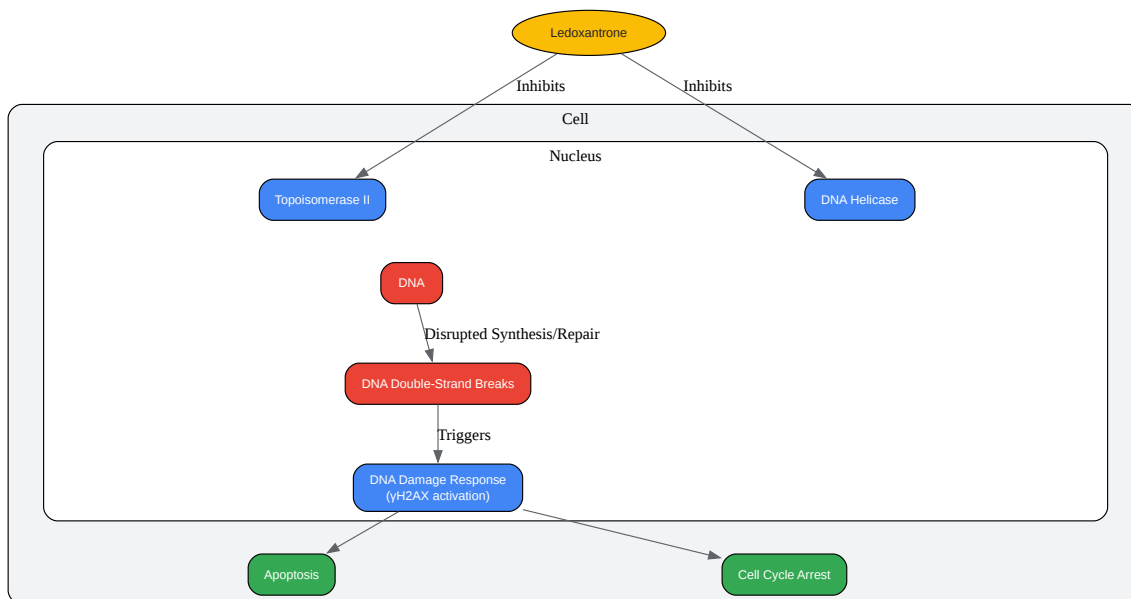 Ledoxantrone
Inhibits
Inhibits
Cell
Nucleus
Topoisomerase II
DNA Helicase
DNA
Disrupted Synthesis/Repair
DNA Double-Strand Breaks
Triggers
DNA Damage Response
(γH2AX activation)
Apoptosis
Cell Cycle Arrest